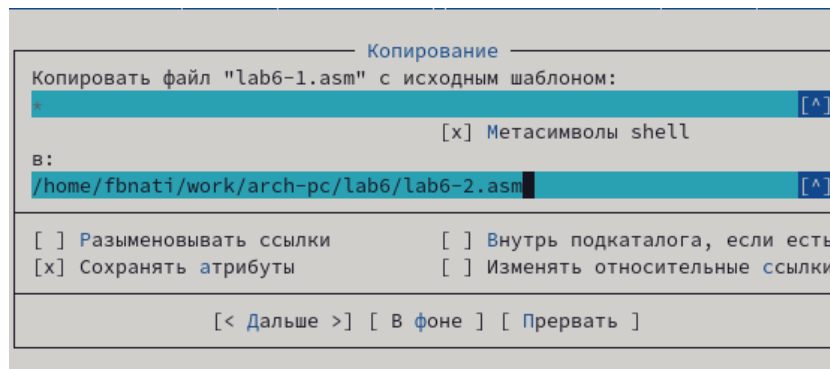 Копирование
Копировать файл "lab6-1.asm" с исходным шаблоном:
* [^]
[x] Метасимволы shell
в:
/home/fbnati/work/arch-pc/lab6/lab6-2.asm [^]
[ ] Разыменовывать ссылки [ ] Внутрь подкаталога, если есть
[x] Сохранять атрибуты [ ] Изменять относительные ссылки
[< Дальше >] [ В фоне ] [ Прервать ]